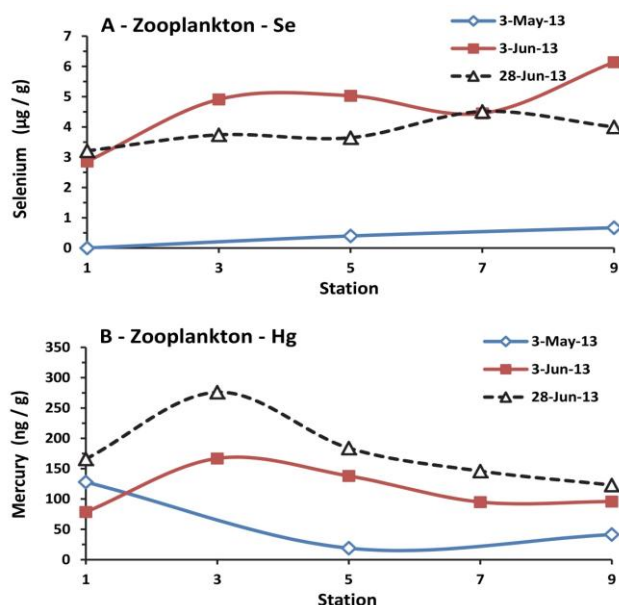 A - Zooplankton - Se
3-May-13
3-Jun-13
28-Jun-13
Selenium (µg / g)
7
6
5
4
3
2
1
0
1 3 5 7 9
Station
B - Zooplankton - Hg
3-May-13
3-Jun-13
28-Jun-13
Mercury (ng / g)
350
300
250
200
150
100
50
0
1 3 5 7 9
Station